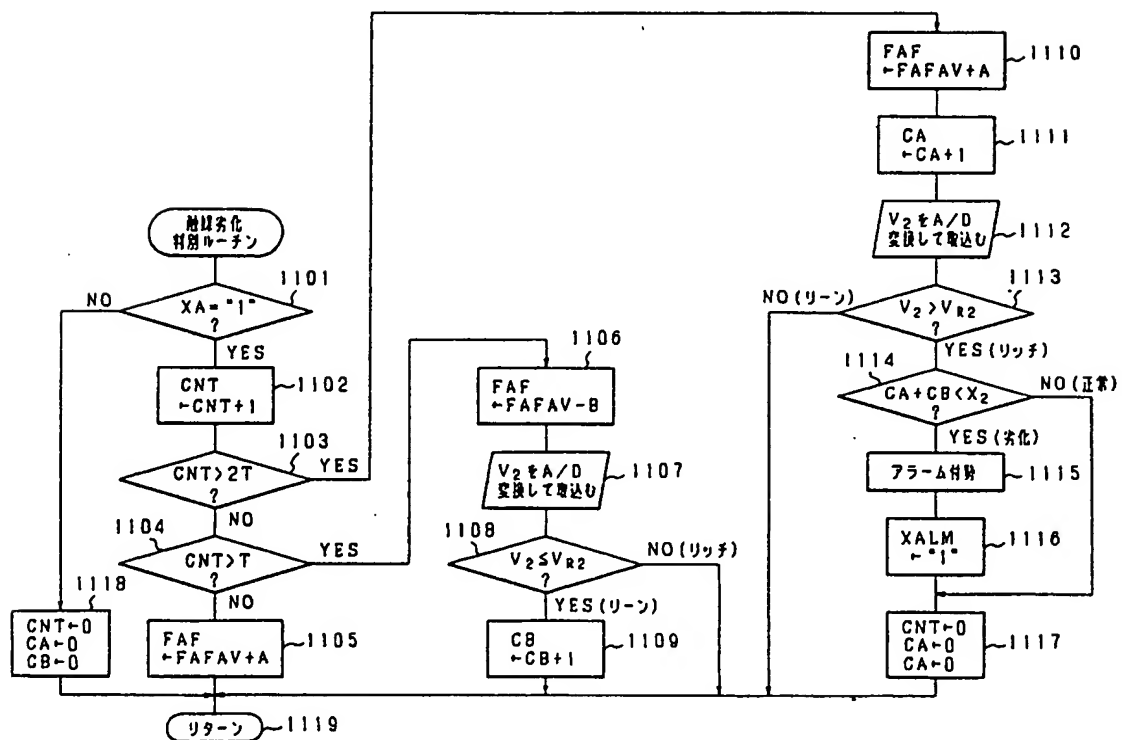 触媒劣化
判別ルーチン
1101
XA="1"
?
NO
YES
1102
CNT
←CNT+1
1103
CNT>2T
?
YES
NO
1104
CNT>T
?
YES
NO
1105
FAF
←FAFAV+A
1118
CNT←0
CA←0
CB←0
リターン
1119
1106
FAF
←FAFAV-B
1107
V2をA/D
変換して取込む
1108
V2≦VR2
?
NO(リッチ)
YES(リーン)
1109
CB
←CB+1
1110
FAF
←FAFAV+A
1111
CA
←CA+1
1112
V2をA/D
変換して取込む
1113
V2>VR2
?
NO(リーン)
YES(リッチ)
1114
CA+CB<X2
?
NO(正常)
YES(劣化)
1115
アラーム付勢
1116
XALM
←"1"
1117
CNT←0
CA←0
CA←0